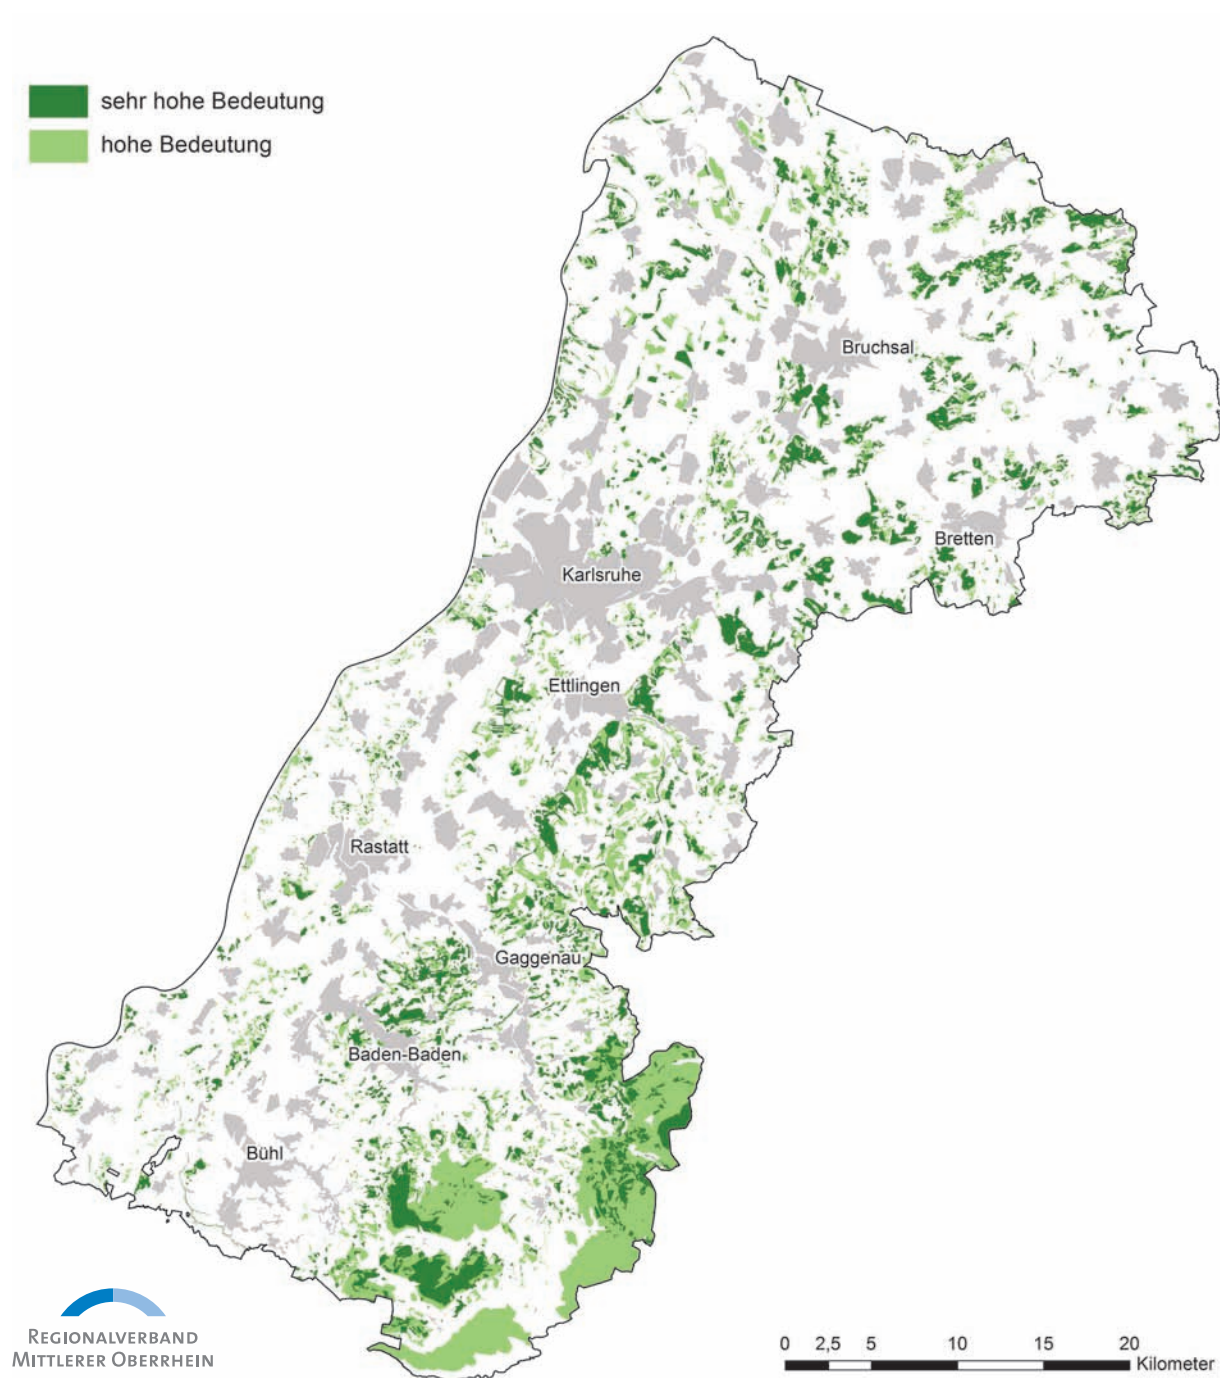 sehr hohe Bedeutung
hohe Bedeutung
Bruchsal
Bretten
Karlsruhe
Ettlingen
Rastatt
Gaggenau
Baden-Baden
Bühl
REGIONALVERBAND
MITTLERER OBERRHEIN
0 2,5 5 10 15 20
Kilometer